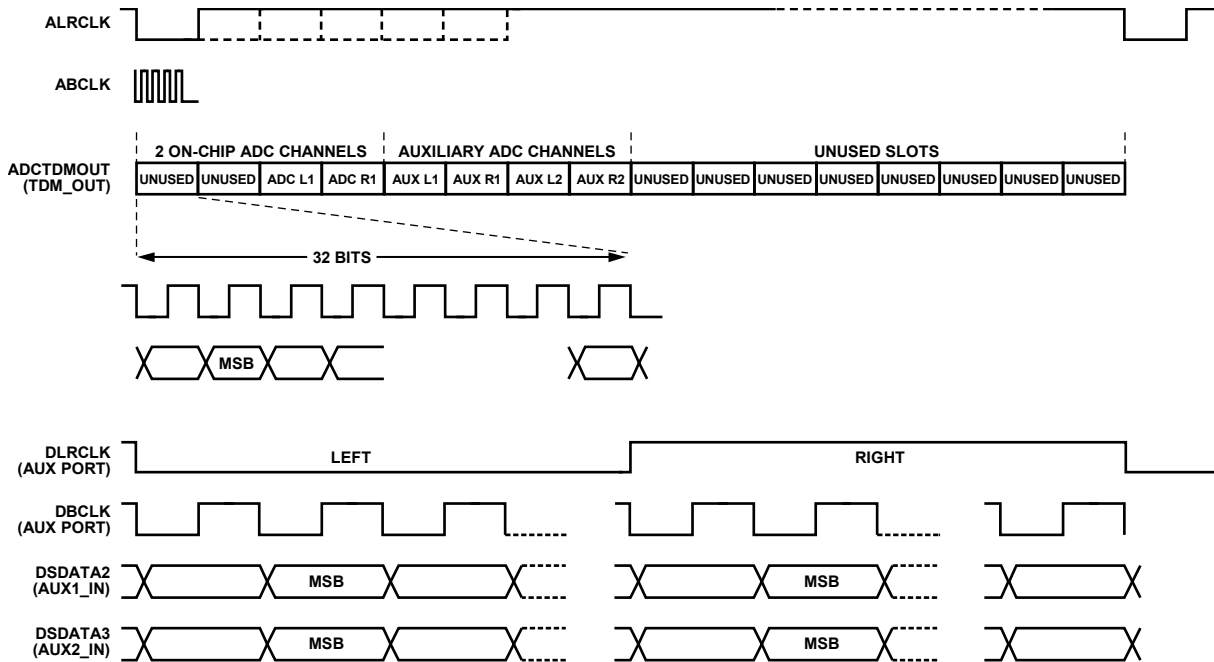 ALRCLK
ABCLK
2 ON-CHIP ADC CHANNELS AUXILIARY ADC CHANNELS UNUSED SLOTS
ADCTDMOUT
(TDM_OUT)
UNUSED UNUSED ADC L1 ADC R1 AUX L1 AUX R1 AUX L2 AUX R2 UNUSED UNUSED UNUSED UNUSED UNUSED UNUSED UNUSED UNUSED
32 BITS
MSB
DLRCLK
(AUX PORT)
LEFT RIGHT
DBCLK
(AUX PORT)
DSDATA2
(AUX1_IN)
MSB MSB
DSDATA3
(AUX2_IN)
MSB MSB